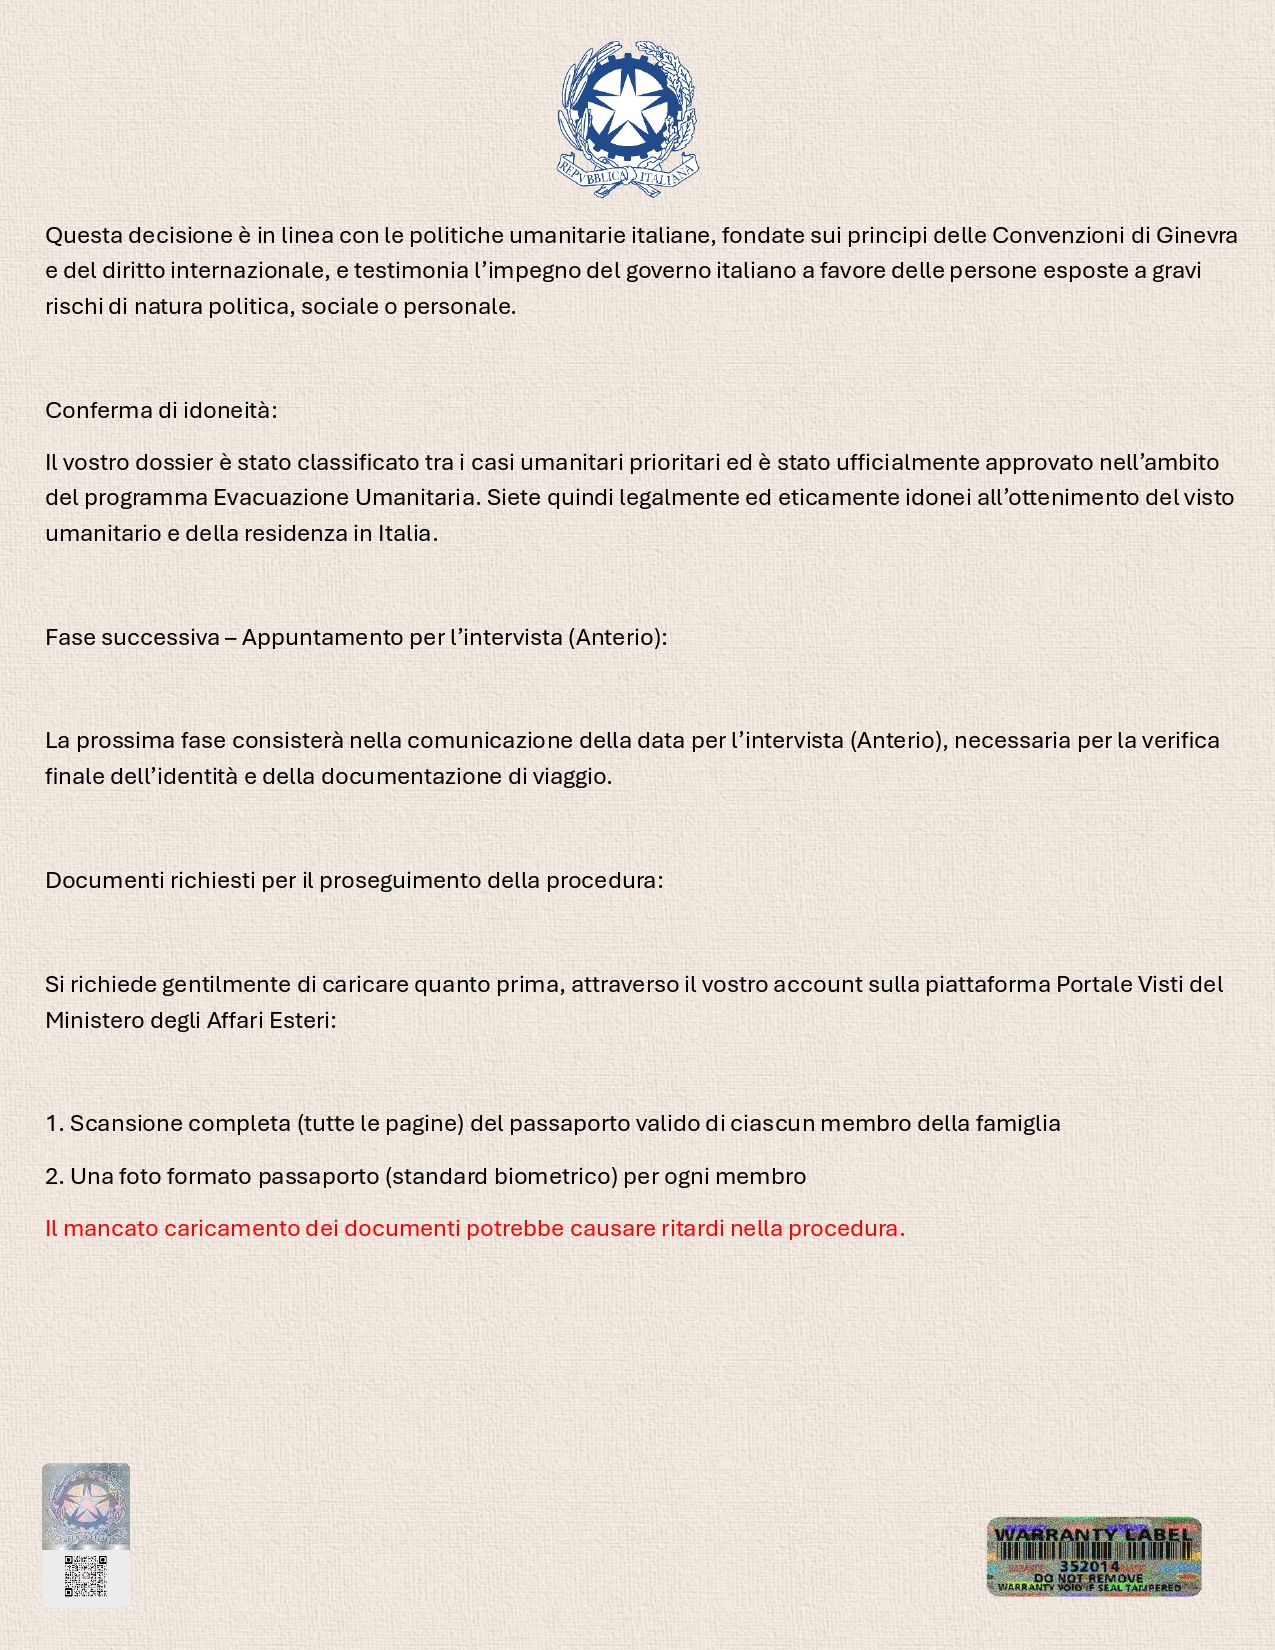 REPVBBLICA ITALIANA
Questa decisione è in linea con le politiche umanitarie italiane, fondate sui principi delle Convenzioni di Ginevra
e del diritto internazionale, e testimonia l’impegno del governo italiano a favore delle persone esposte a gravi
rischi di natura politica, sociale o personale.
Conferma di idoneità:
Il vostro dossier è stato classificato tra i casi umanitari prioritari ed è stato ufficialmente approvato nell’ambito
del programma Evacuazione Umanitaria. Siete quindi legalmente ed eticamente idonei all’ottenimento del visto
umanitario e della residenza in Italia.
Fase successiva – Appuntamento per l’intervista (Anterio):
La prossima fase consisterà nella comunicazione della data per l’intervista (Anterio), necessaria per la verifica
finale dell’identità e della documentazione di viaggio.
Documenti richiesti per il proseguimento della procedura:
Si richiede gentilmente di caricare quanto prima, attraverso il vostro account sulla piattaforma Portale Visti del
Ministero degli Affari Esteri:
1. Scansione completa (tutte le pagine) del passaporto valido di ciascun membro della famiglia
2. Una foto formato passaporto (standard biometrico) per ogni membro
Il mancato caricamento dei documenti potrebbe causare ritardi nella procedura.
WARRANTY LABEL
352014
DO NOT REMOVE
WARRANTY VOID IF SEAL TAMPERED